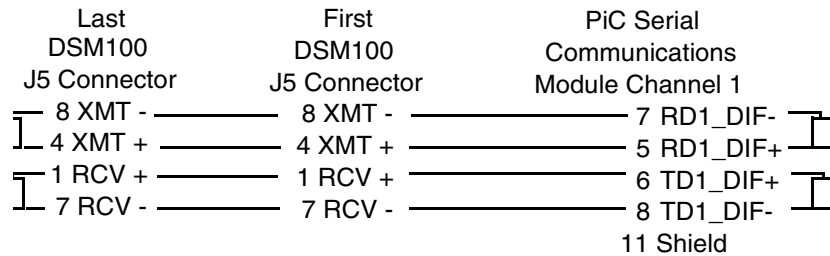 Last First PiC Serial
DSM100 DSM100 Communications
J5 Connector J5 Connector Module Channel 1
8 XMT - 8 XMT - 7 RD1_DIF-
4 XMT + 4 XMT + 5 RD1_DIF+
1 RCV + 1 RCV + 6 TD1_DIF+
7 RCV - 7 RCV - 8 TD1_DIF-
11 Shield